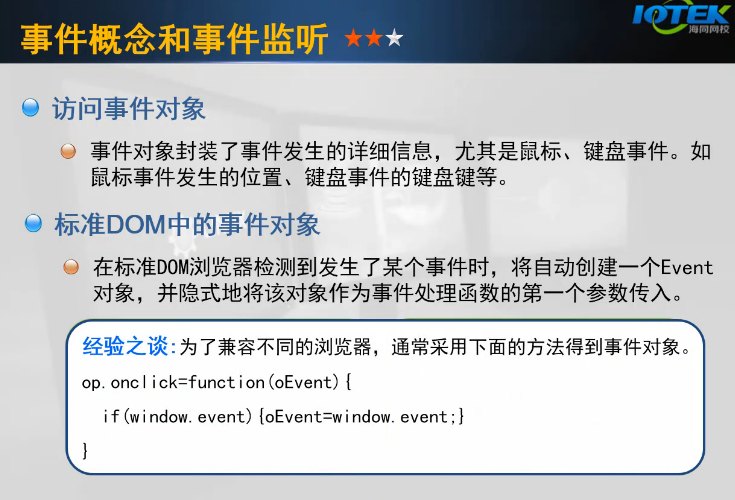 事件概念和事件监听
IOTEK
海同网校
访问事件对象
事件对象封装了事件发生的详细信息，尤其是鼠标、键盘事件。如
鼠标事件发生的位置、键盘事件的键盘键等。
标准DOM中的事件对象
在标准DOM浏览器检测到发生了某个事件时，将自动创建一个Event
对象，并隐式地将该对象作为事件处理函数的第一个参数传入。
经验之谈:为了兼容不同的浏览器，通常采用下面的方法得到事件对象。
op.onclick=function(oEvent){
if(window.event){oEvent=window.event;}
}